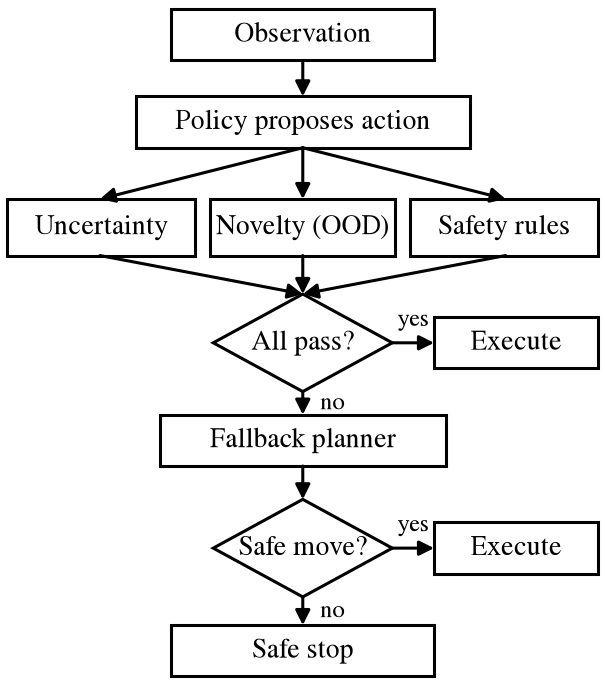 Observation
Policy proposes action
Uncertainty
Novelty (OOD)
Safety rules
All pass?
yes
Execute
no
Fallback planner
Safe move?
yes
Execute
no
Safe stop